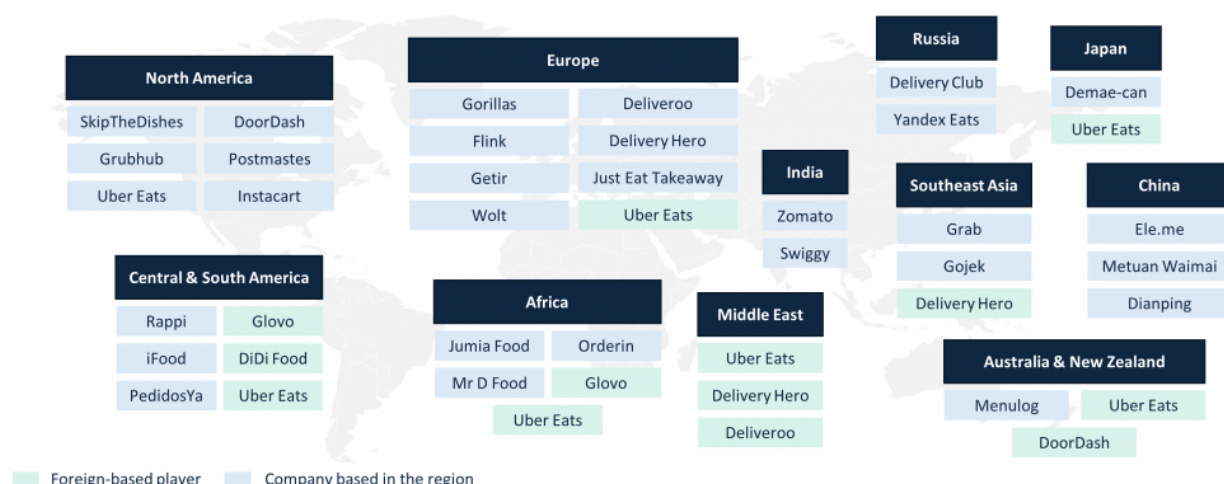 North America
SkipTheDishes DoorDash
Grubhub Postmastes
Uber Eats Instacart
Europe
Gorillas Deliveroo
Flink Delivery Hero
Getir Just Eat Takeaway
Wolt Uber Eats
Russia
Delivery Club
Yandex Eats
Japan
Demae-can
Uber Eats
India
Zomato
Swiggy
Southeast Asia
Grab
Gojek
Delivery Hero
China
Ele.me
Metuan Waimai
Dianping
Central & South America
Rappi Glovo
iFood DiDi Food
PedidosYa Uber Eats
Africa
Jumia Food Orderin
Mr D Food Glovo
Uber Eats
Middle East
Uber Eats
Delivery Hero
Deliveroo
Australia & New Zealand
Menulog Uber Eats
DoorDash
Foreign-based player Company based in the region